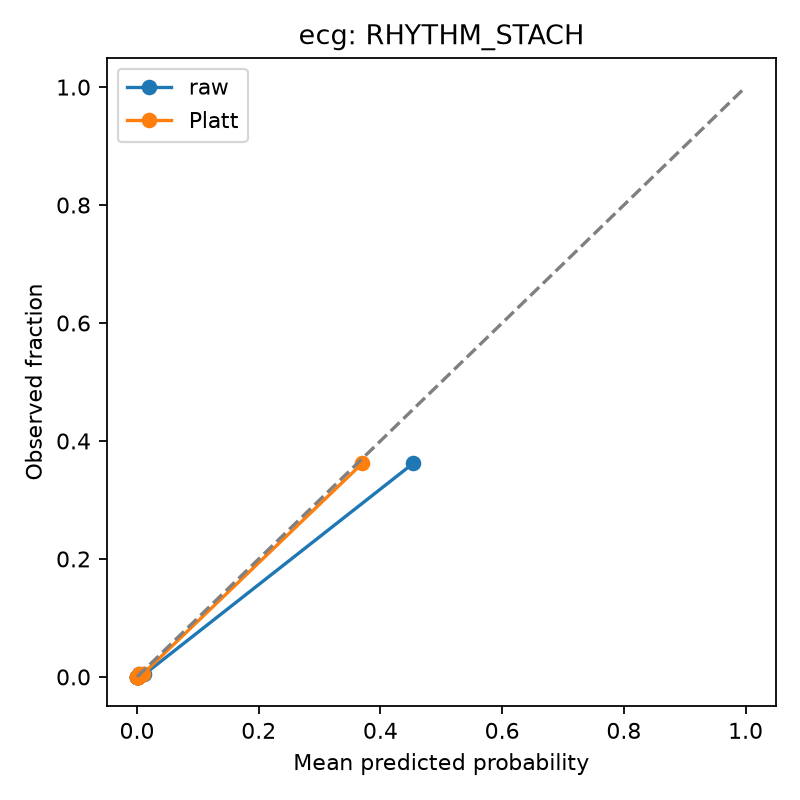 ecg: RHYTHM_STACH
raw
Platt
Observed fraction
1.0
0.8
0.6
0.4
0.2
0.0
0.0 0.2 0.4 0.6 0.8 1.0
Mean predicted probability